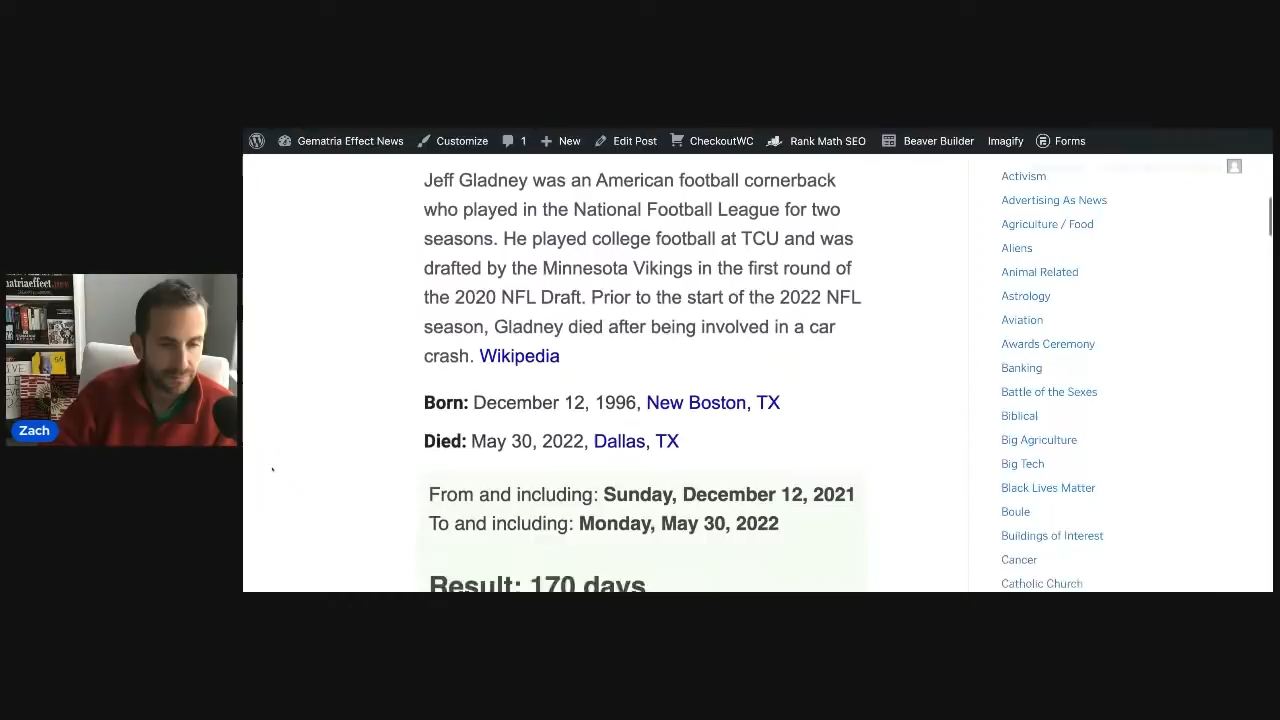 Gematria Effect News Customize 1 New Edit Post CheckoutWC Rank Math SEO Beaver Builder Imagify Forms
Jeff Gladney was an American football cornerback
who played in the National Football League for two
seasons. He played college football at TCU and was
drafted by the Minnesota Vikings in the first round of
the 2020 NFL Draft. Prior to the start of the 2022 NFL
season, Gladney died after being involved in a car
crash. Wikipedia
Born: December 12, 1996, New Boston, TX
Died: May 30, 2022, Dallas, TX
From and including: Sunday, December 12, 2021
To and including: Monday, May 30, 2022
Result: 170 days
Activism
Advertising As News
Agriculture / Food
Aliens
Animal Related
Astrology
Aviation
Awards Ceremony
Banking
Battle of the Sexes
Biblical
Big Agriculture
Big Tech
Black Lives Matter
Boule
Buildings of Interest
Cancer
Catholic Church
Zach